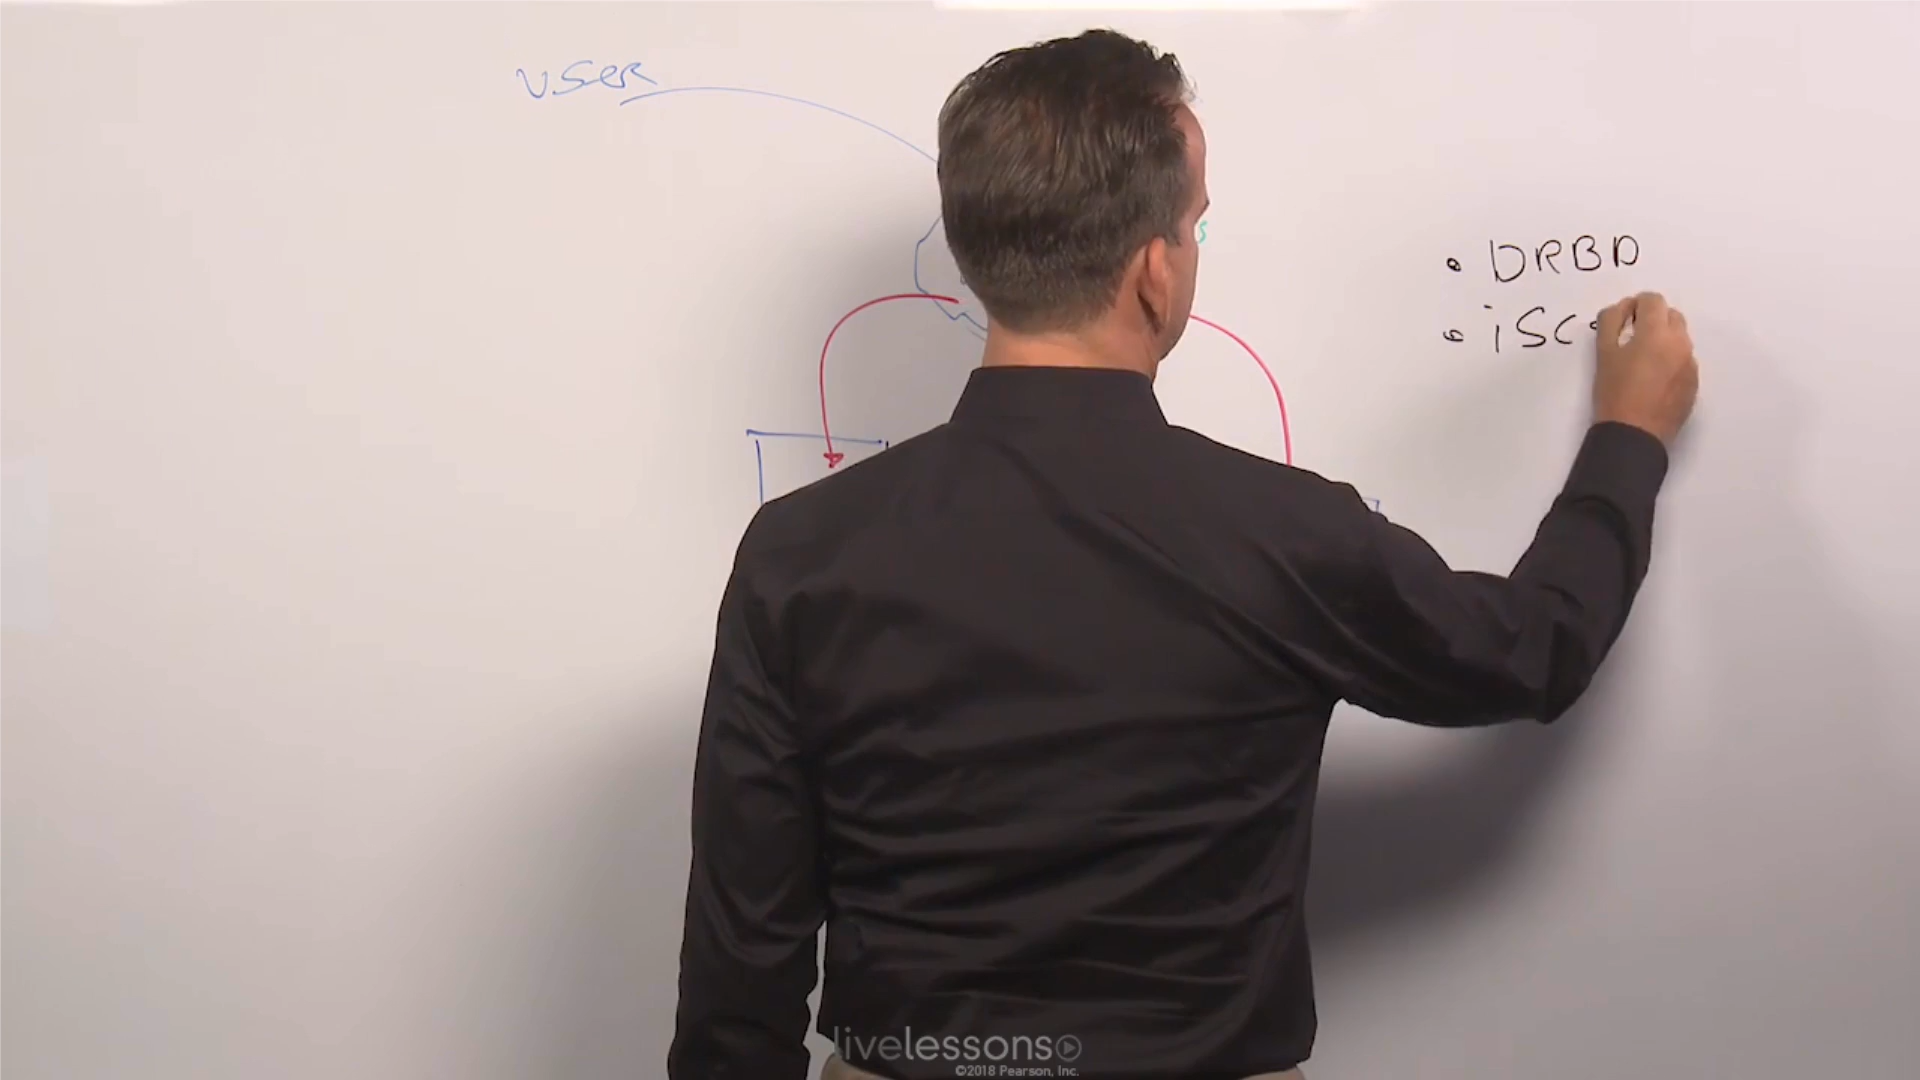 user
• DRBD
• iSC
livelessons
©2018 Pearson, Inc.